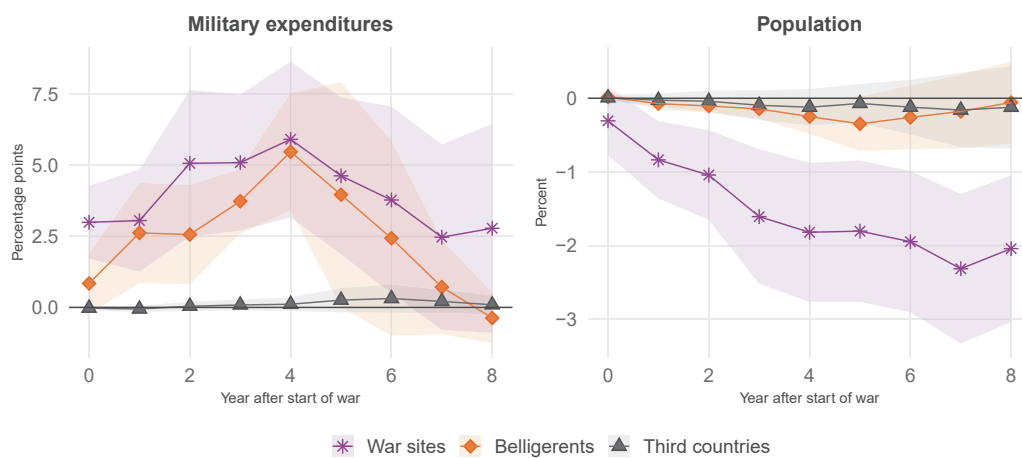 Military expenditures
Population
Percentage points
7.5
5.0
2.5
0.0
0 2 4 6 8
Year after start of war
Percent
0
−1
−2
−3
0 2 4 6 8
Year after start of war
War sites Belligerents Third countries